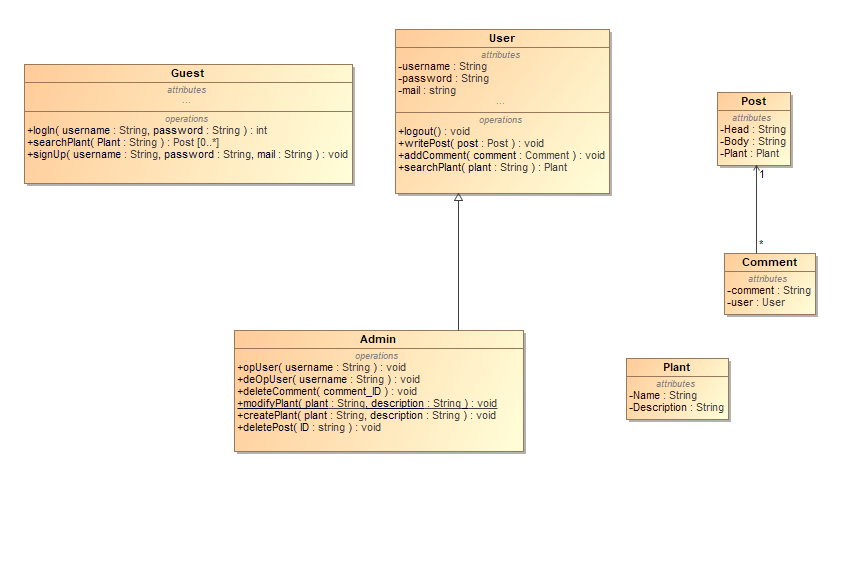 Guest
attributes
...
operations
+logIn( username : String, password : String ) : int
+searchPlant( Plant : String ) : Post [0..*]
+signUp( username : String, password : String, mail : String ) : void
User
attributes
-username : String
-password : String
-mail : string
...
operations
+logout() : void
+writePost( post : Post ) : void
+addComment( comment : Comment ) : void
+searchPlant( plant : String ) : Plant
Post
attributes
-Head : String
-Body : String
-Plant : Plant
1
*
Comment
attributes
-comment : String
-user : User
Admin
operations
+opUser( username : String ) : void
+deOpUser( username : String ) : void
+deleteComment( comment_ID ) : void
+modifyPlant( plant : String, description : String ) : void
+createPlant( plant : String, description : String ) : void
+deletePost( ID : string ) : void
Plant
attributes
-Name : String
-Description : String